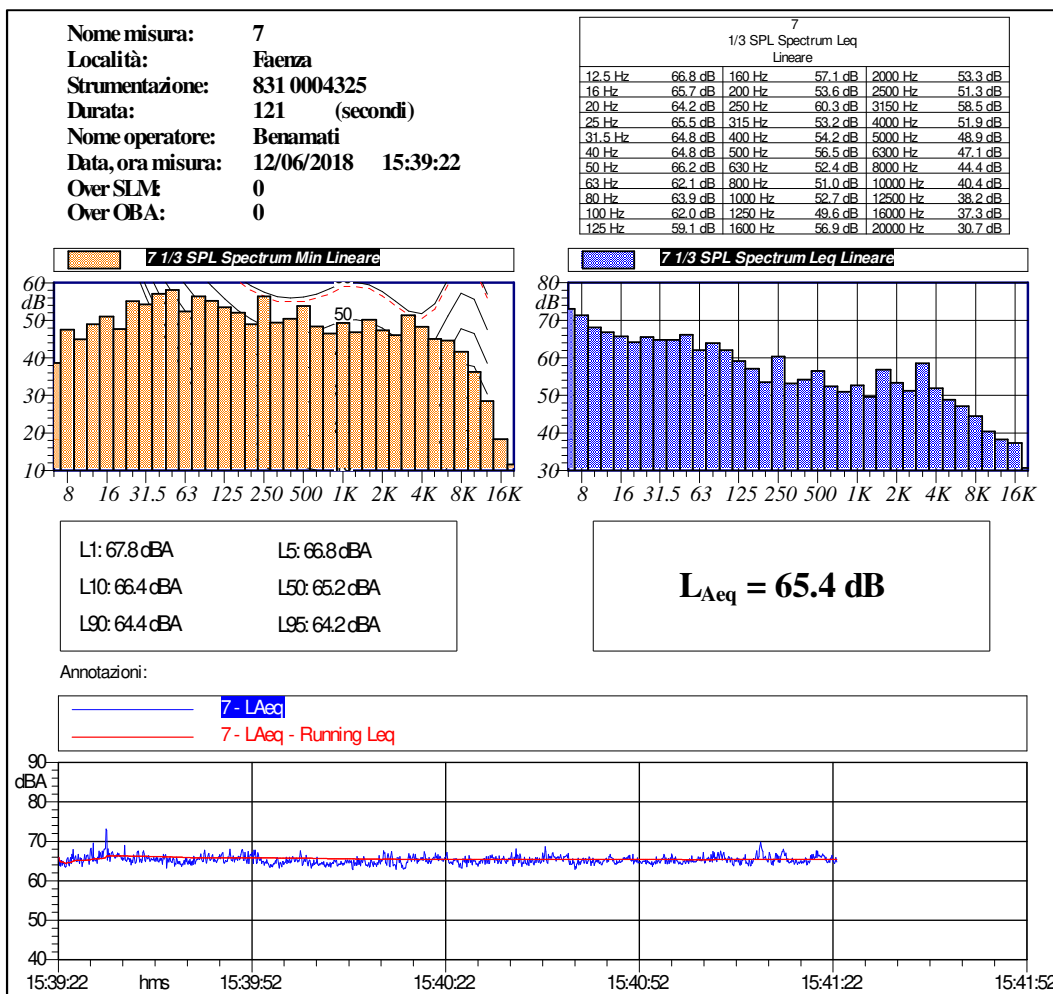 Nome misura: 7
Località: Faenza
Strumentazione: 831 0004325
Durata: 121 (secondi)
Nome operatore: Benamati
Data, ora misura: 12/06/2018 15:39:22
Over SLM: 0
Over OBA: 0
7
1/3 SPL Spectrum Leq
Lineare
12.5 Hz 66.8 dB 160 Hz 57.1 dB 2000 Hz 53.3 dB
16 Hz 65.7 dB 200 Hz 53.6 dB 2500 Hz 51.3 dB
20 Hz 64.2 dB 250 Hz 60.3 dB 3150 Hz 58.5 dB
25 Hz 65.5 dB 315 Hz 53.2 dB 4000 Hz 51.9 dB
31.5 Hz 64.8 dB 400 Hz 54.2 dB 5000 Hz 48.9 dB
40 Hz 64.8 dB 500 Hz 56.5 dB 6300 Hz 47.1 dB
50 Hz 66.2 dB 630 Hz 52.4 dB 8000 Hz 44.4 dB
63 Hz 62.1 dB 800 Hz 51.0 dB 10000 Hz 40.4 dB
80 Hz 63.9 dB 1000 Hz 52.7 dB 12500 Hz 38.2 dB
100 Hz 62.0 dB 1250 Hz 49.6 dB 16000 Hz 37.3 dB
125 Hz 59.1 dB 1600 Hz 56.9 dB 20000 Hz 30.7 dB
7 1/3 SPL Spectrum Min Lineare
60
dB
50
50
40
30
20
10
8 16 31.5 63 125 250 500 1K 2K 4K 8K 16K
7 1/3 SPL Spectrum Leq Lineare
80
dB
70
60
50
40
30
8 16 31.5 63 125 250 500 1K 2K 4K 8K 16K
L1: 67.8 dBA L5: 66.8 dBA
L10: 66.4 dBA L50: 65.2 dBA
L90: 64.4 dBA L95: 64.2 dBA
LAeq = 65.4 dB
Annotazioni:
7 - LAeq
7 - LAeq - Running Leq
90
dBA
80
70
60
50
40
15:39:22 hms 15:39:52 15:40:22 15:40:52 15:41:22 15:41:52